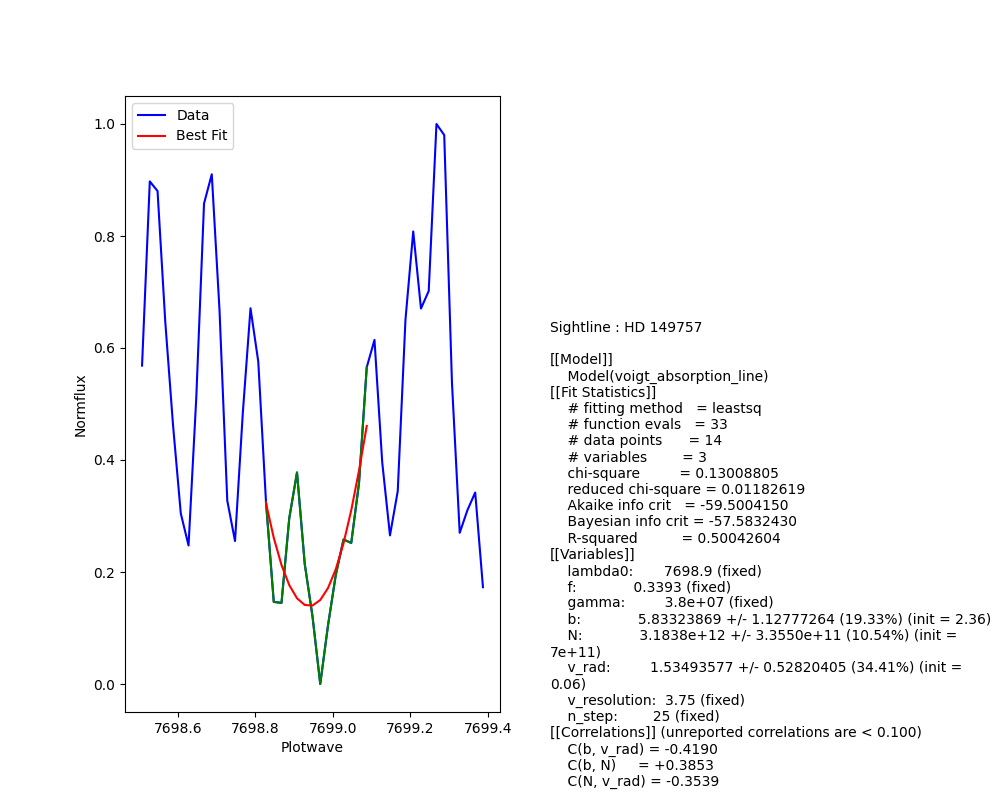 Data
Best Fit
1.0
0.8
0.6
0.4
0.2
0.0
Normflux
7698.6
7698.8
7699.0
7699.2
7699.4
Plotwave
Sightline : HD 149757
[[Model]]
Model(voigt_absorption_line)
[[Fit Statistics]]
# fitting method = leastsq
# function evals = 33
# data points = 14
# variables = 3
chi-square = 0.13008805
reduced chi-square = 0.01182619
Akaike info crit = -59.5004150
Bayesian info crit = -57.5832430
R-squared = 0.50042604
[[Variables]]
lambda0: 7698.9 (fixed)
f: 0.3393 (fixed)
gamma: 3.8e+07 (fixed)
b: 5.83323869 +/- 1.12777264 (19.33%) (init = 2.36)
N: 3.1838e+12 +/- 3.3550e+11 (10.54%) (init =
7e+11)
v_rad: 1.53493577 +/- 0.52820405 (34.41%) (init =
0.06)
v_resolution: 3.75 (fixed)
n_step: 25 (fixed)
[[Correlations]] (unreported correlations are < 0.100)
C(b, v_rad) = -0.4190
C(b, N) = +0.3853
C(N, v_rad) = -0.3539